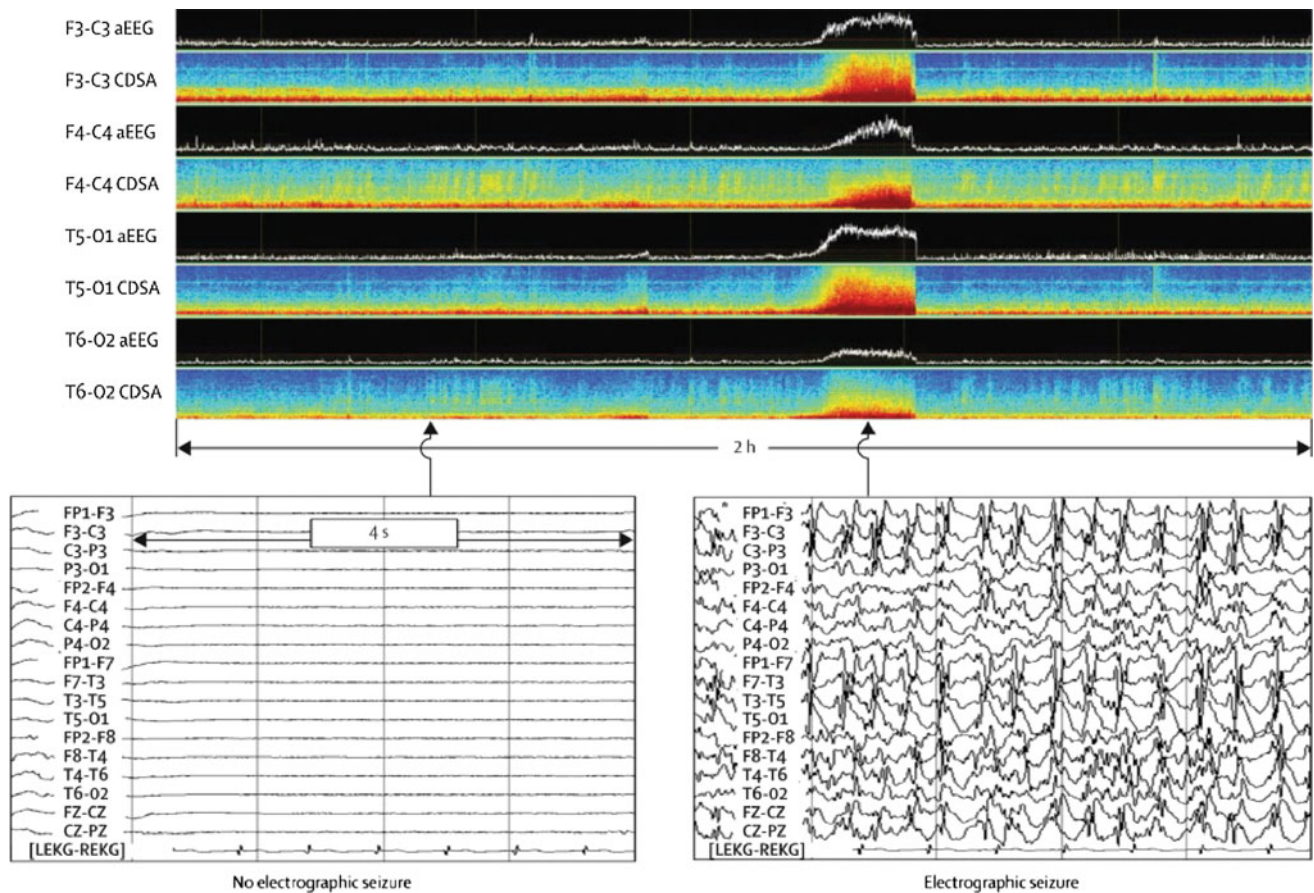 F3-C3 aEEG
F3-C3 CDSA
F4-C4 aEEG
F4-C4 CDSA
T5-O1 aEEG
T5-O1 CDSA
T6-O2 aEEG
T6-O2 CDSA
2 h
FP1-F3
F3-C3
C3-P3
P3-O1
FP2-F4
F4-C4
C4-P4
P4-O2
FP1-F7
F7-T3
T3-T5
T5-O1
FP2-F8
F8-T4
T4-T6
T6-O2
FZ-CZ
CZ-PZ
[LEKG-REKG]
4 s
No electrographic seizure
FP1-F3
F3-C3
C3-P3
P3-O1
FP2-F4
F4-C4
C4-P4
P4-O2
FP1-F7
F7-T3
T3-T5
T5-O1
FP2-F8
F8-T4
T4-T6
T6-O2
FZ-CZ
CZ-PZ
[LEKG-REKG]
Electrographic seizure